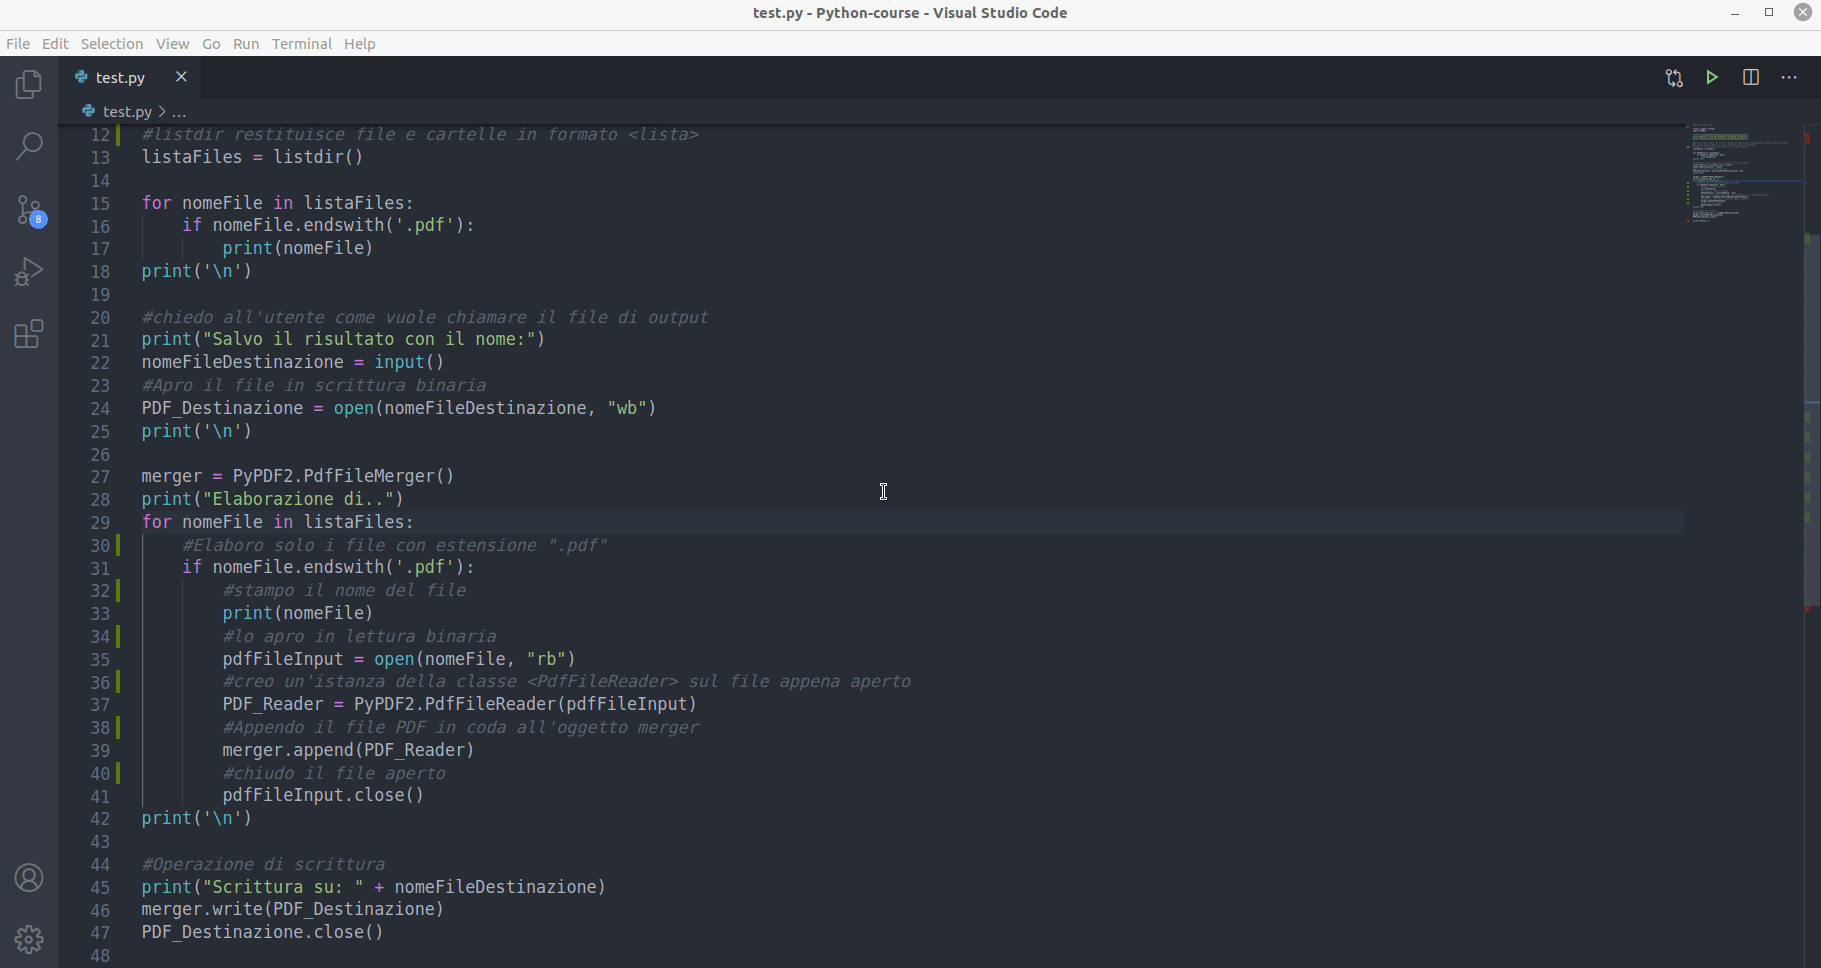 test.py - Python-course - Visual Studio Code
File Edit Selection View Go Run Terminal Help
test.py
test.py > ...
12 #listdir restituisce file e cartelle in formato <lista>
13 listaFiles = listdir()
14
15 for nomeFile in listaFiles:
16 if nomeFile.endswith('.pdf'):
17 print(nomeFile)
18 print('\n')
19
20 #chiedo all'utente come vuole chiamare il file di output
21 print("Salvo il risultato con il nome:")
22 nomeFileDestinazione = input()
23 #Apro il file in scrittura binaria
24 PDF_Destinazione = open(nomeFileDestinazione, "wb")
25 print('\n')
26
27 merger = PyPDF2.PdfFileMerger()
28 print("Elaborazione di..")
29 for nomeFile in listaFiles:
30 #Elaboro solo i file con estensione ".pdf"
31 if nomeFile.endswith('.pdf'):
32 #stampo il nome del file
33 print(nomeFile)
34 #lo apro in lettura binaria
35 pdfFileInput = open(nomeFile, "rb")
36 #creo un'istanza della classe <PdfFileReader> sul file appena aperto
37 PDF_Reader = PyPDF2.PdfFileReader(pdfFileInput)
38 #Appendo il file PDF in coda all'oggetto merger
39 merger.append(PDF_Reader)
40 #chiudo il file aperto
41 pdfFileInput.close()
42 print('\n')
43
44 #Operazione di scrittura
45 print("Scrittura su: " + nomeFileDestinazione)
46 merger.write(PDF_Destinazione)
47 PDF_Destinazione.close()
48
8